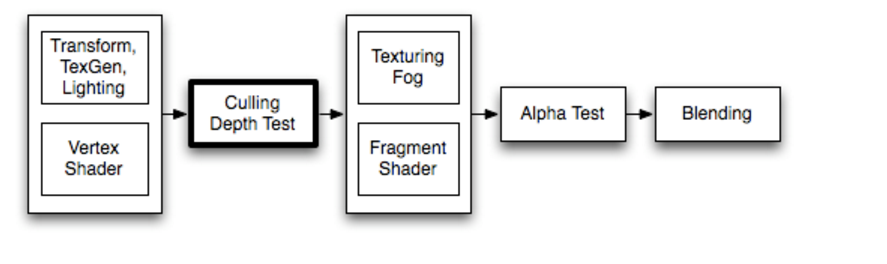 Transform,
TexGen,
Lighting
Vertex
Shader
Culling
Depth Test
Texturing
Fog
Fragment
Shader
Alpha Test
Blending